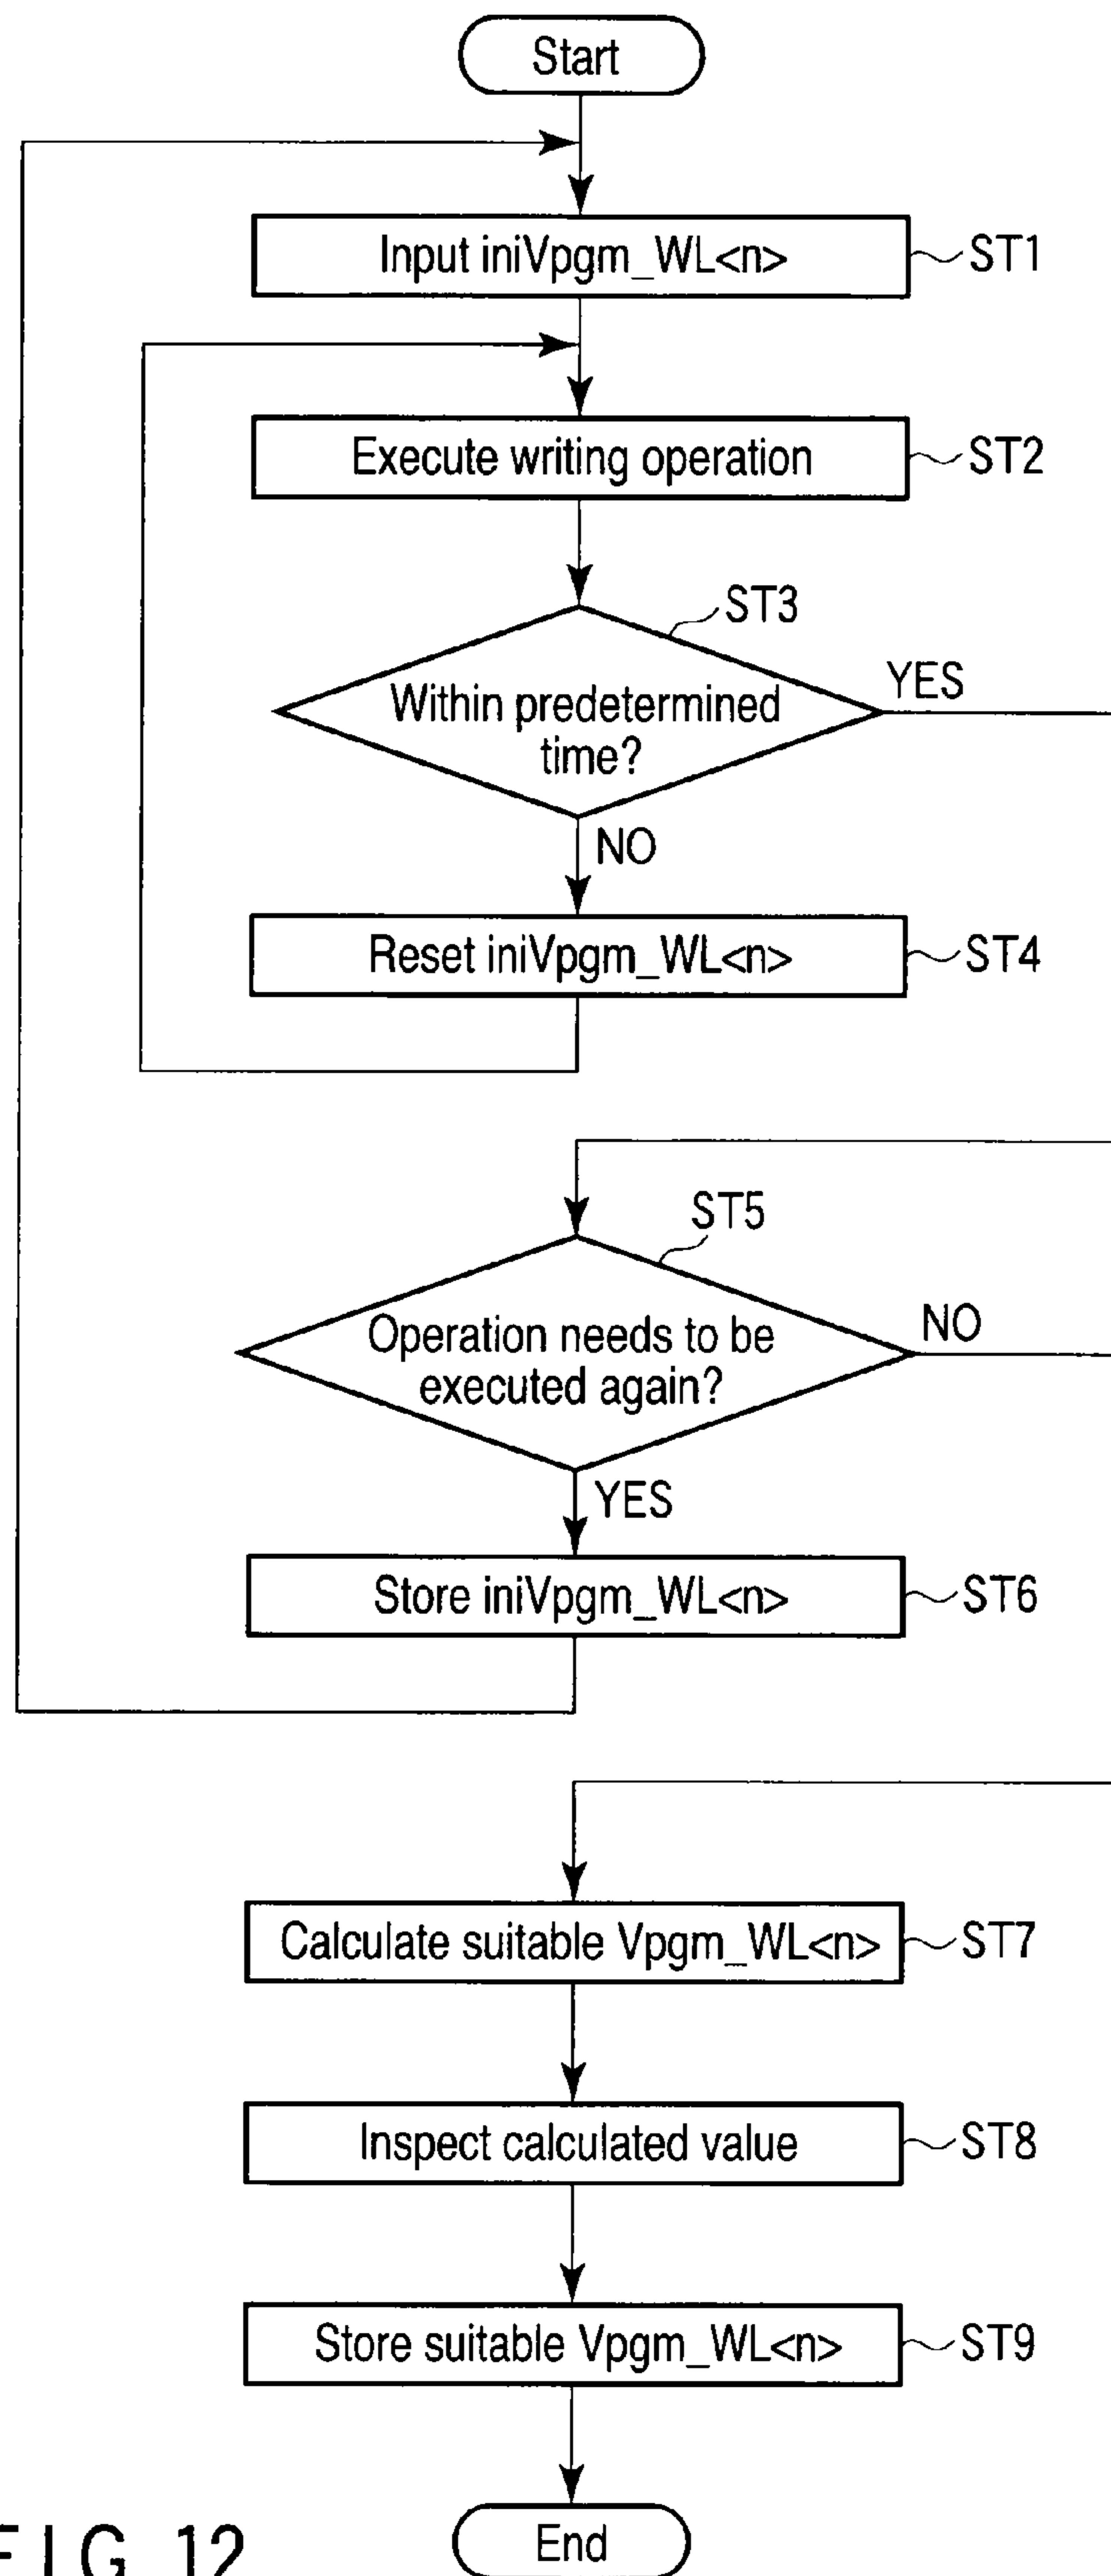 Start
Input iniVpgm_WL<n>
ST1
Execute writing operation
ST2
ST3
Within predetermined
time?
YES
NO
Reset iniVpgm_WL<n>
ST4
ST5
Operation needs to be
executed again?
NO
YES
Store iniVpgm_WL<n>
ST6
Calculate suitable Vpgm_WL<n>
ST7
Inspect calculated value
ST8
Store suitable Vpgm_WL<n>
ST9
End
FIG. 12